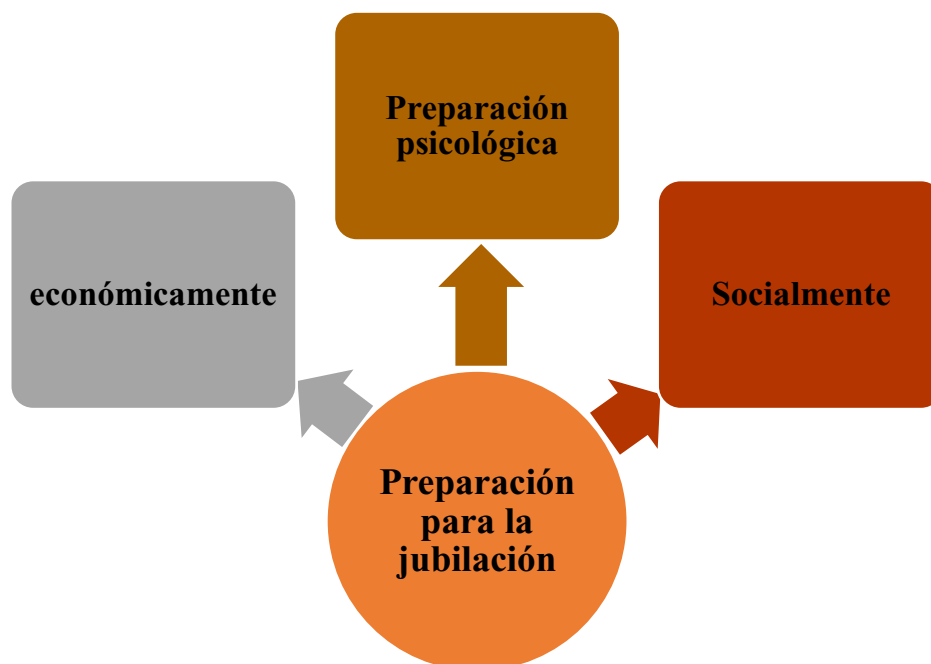 Preparación
psicológica
económicamente
Socialmente
Preparación
para la
jubilación